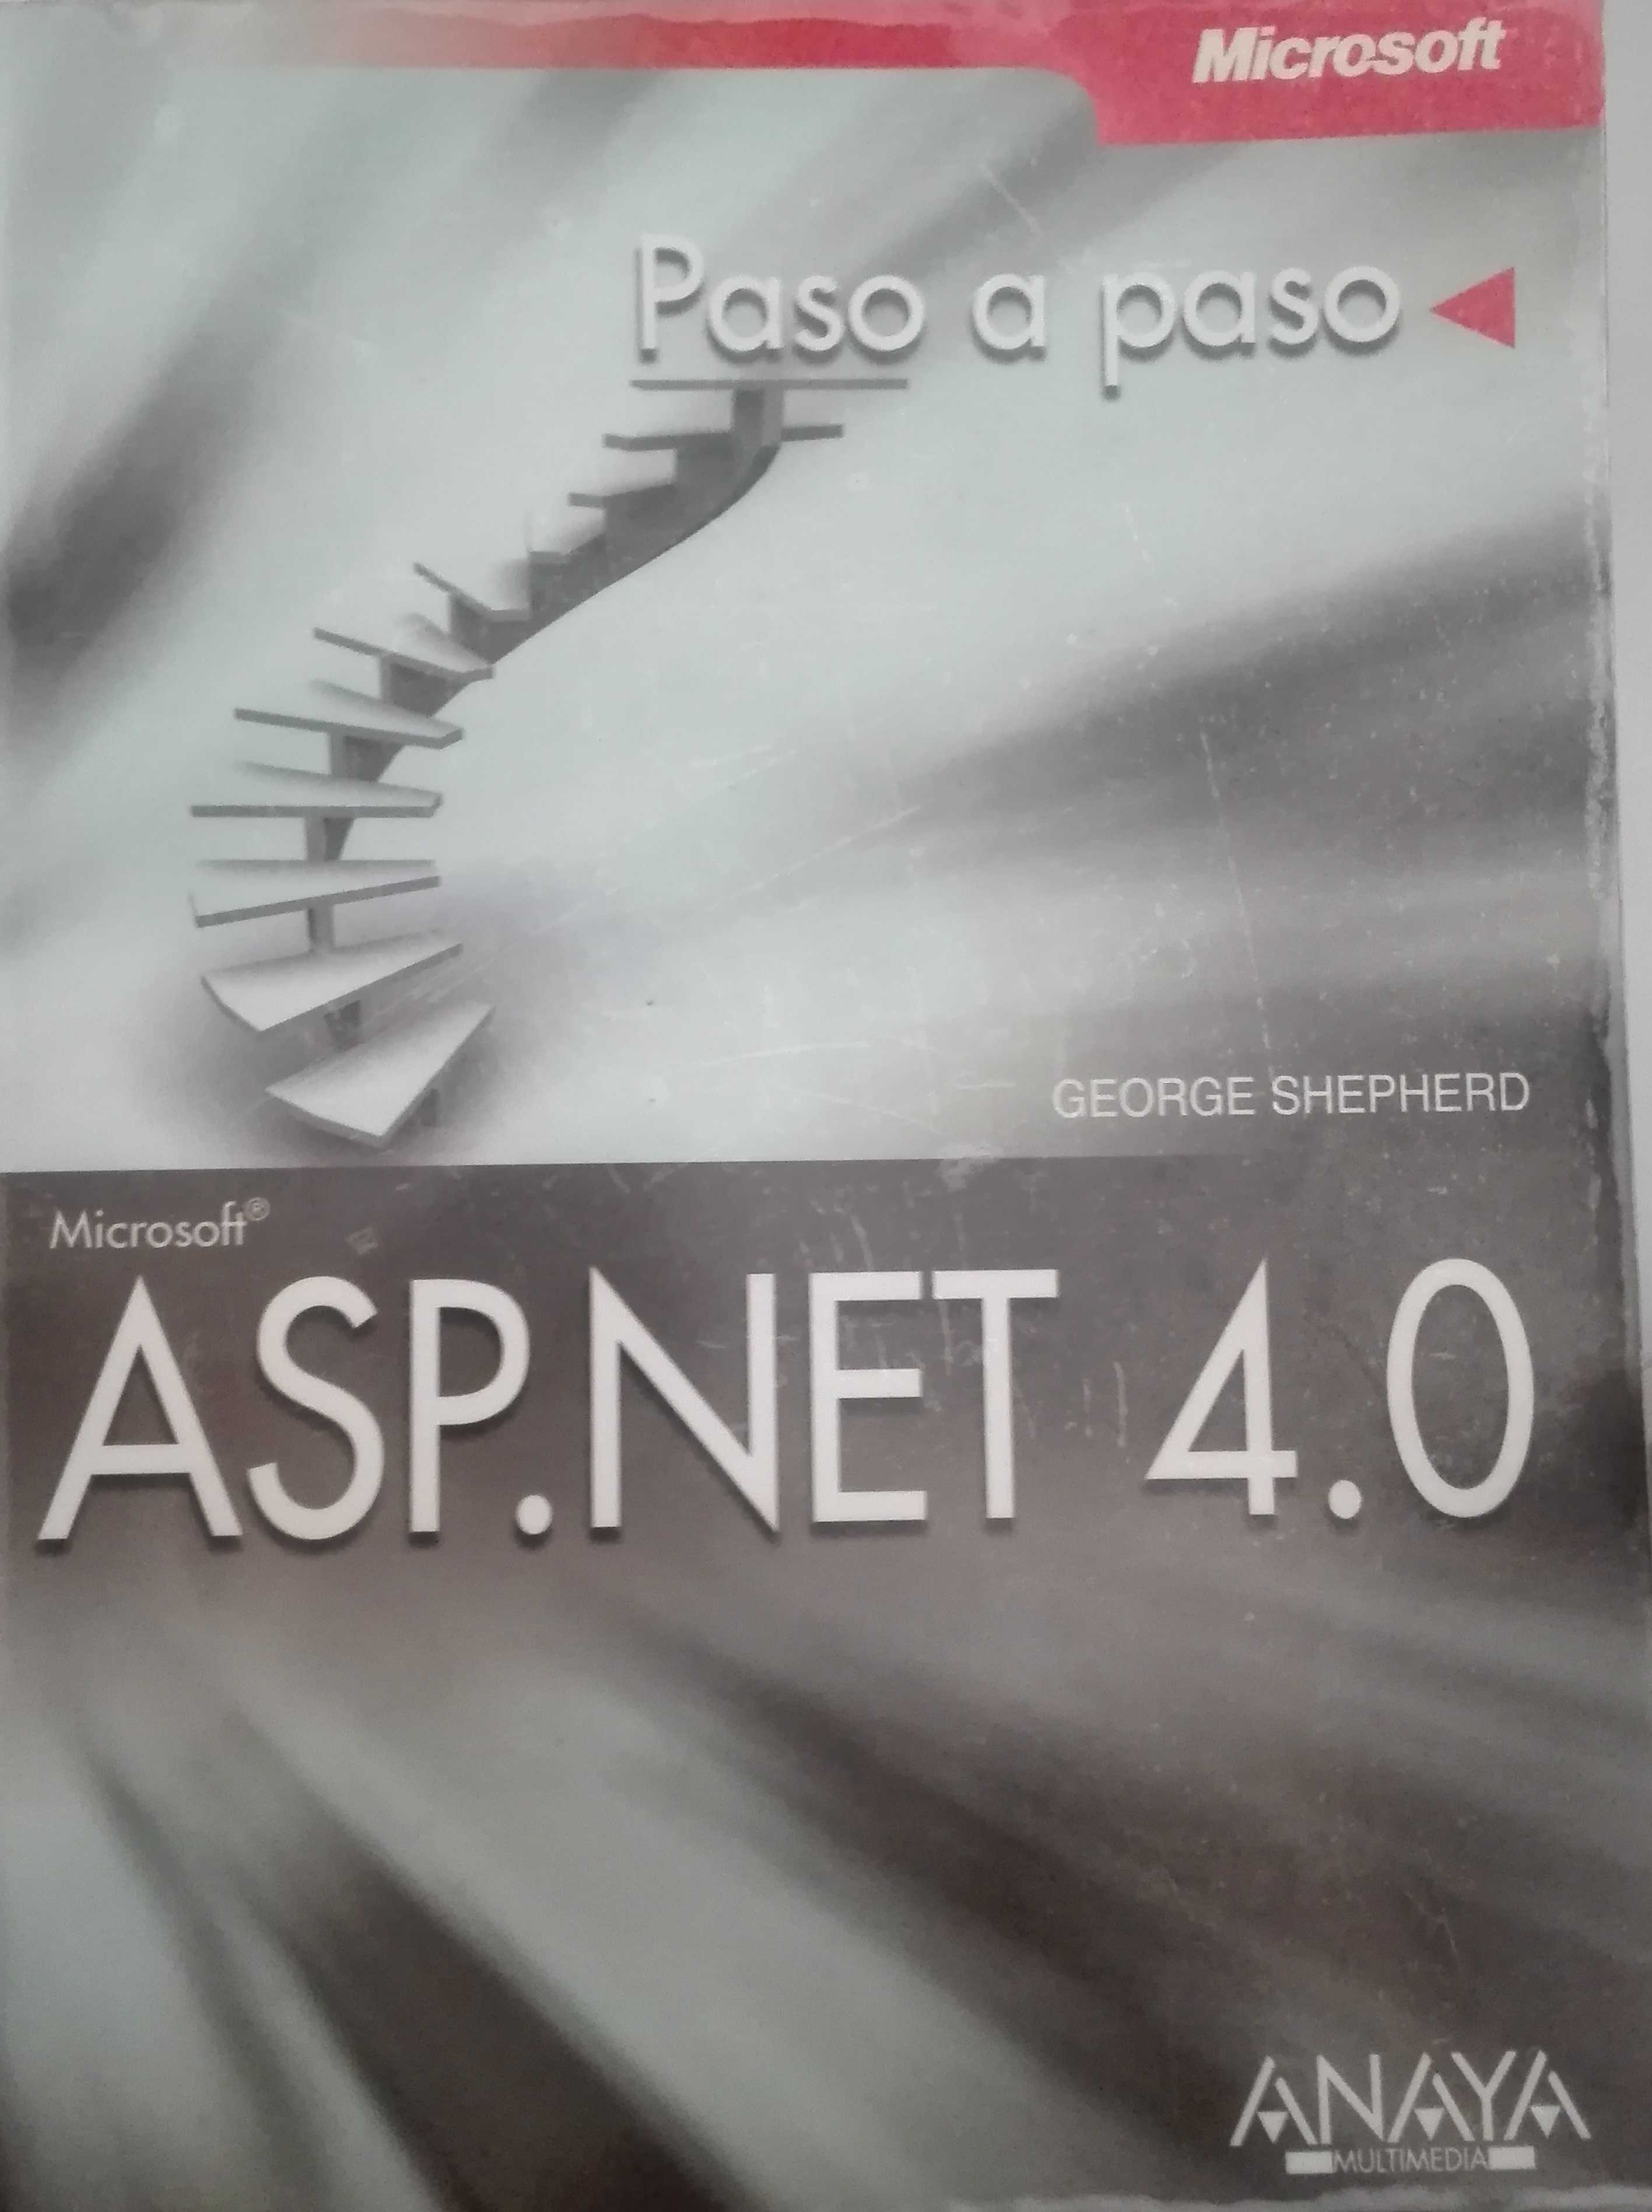 Microsoft
Paso a paso
GEORGE SHEPHERD
Microsoft®
ASP.NET 4.0
ANAYA
MULTIMEDIA